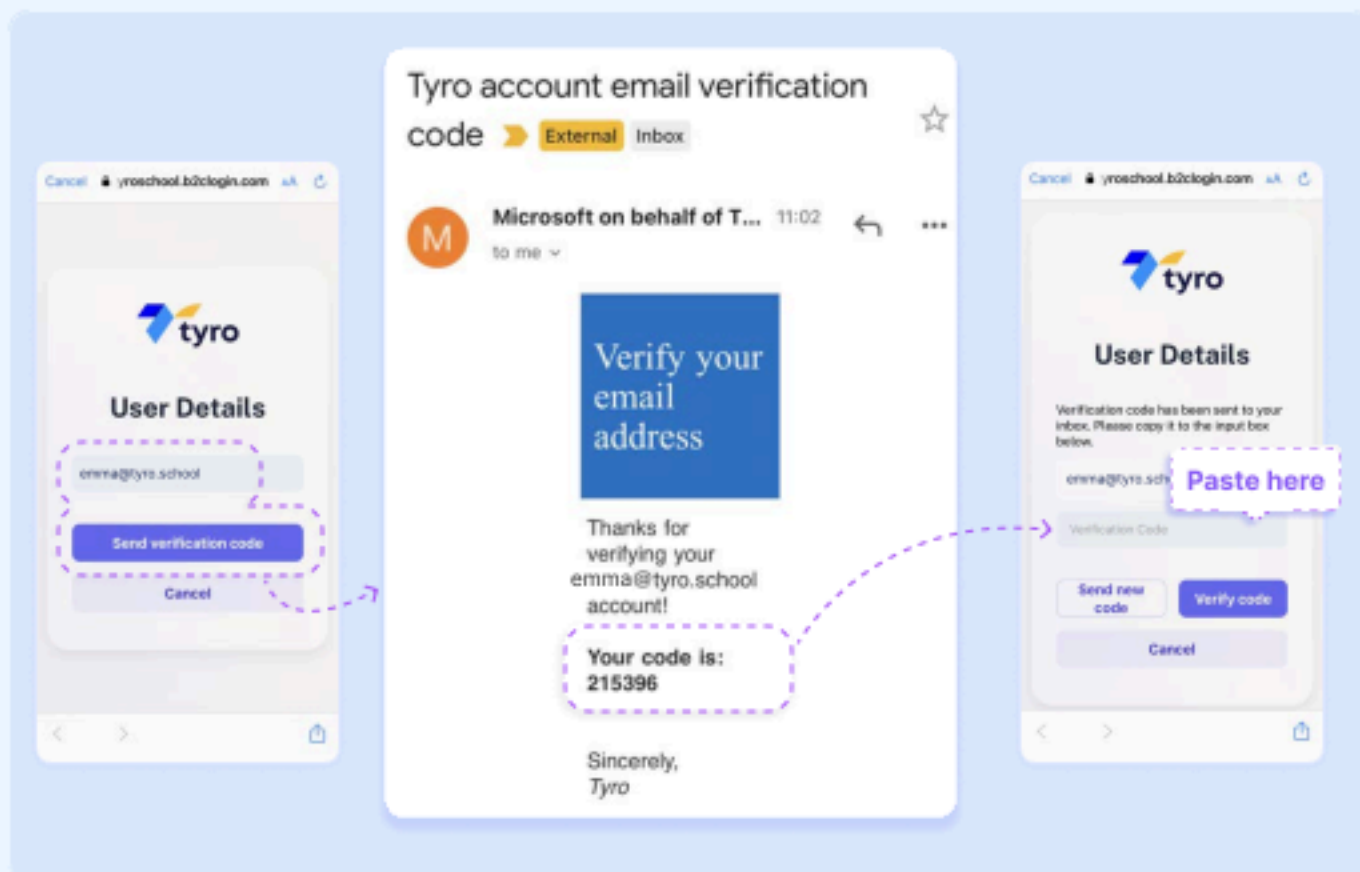 Cancel yroschool.b2clogin.com AA
tyro
User Details
emma@tyro.school
Send verification code
Cancel
Tyro account email verification
code External Inbox
M
Microsoft on behalf of T... 11:02
to me
Verify your
email
address
Thanks for
verifying your
emma@tyro.school
account!
Your code is:
215396
Sincerely,
Tyro
Cancel yroschool.b2clogin.com AA
tyro
User Details
Verification code has been sent to your
inbox. Please copy it to the input box
below.
emma@tyro.sch
Paste here
Verification Code
Send new
code
Verify code
Cancel